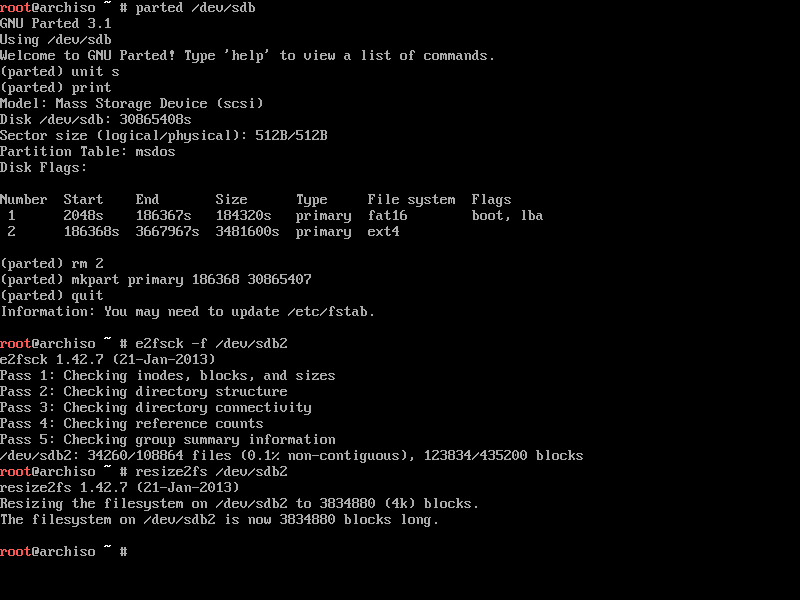 root@archiso ~ # parted /dev/sdb
GNU Parted 3.1
Using /dev/sdb
Welcome to GNU Parted! Type 'help' to view a list of commands.
(parted) unit s
(parted) print
Model: Mass Storage Device (scsi)
Disk /dev/sdb: 30865408s
Sector size (logical/physical): 512B/512B
Partition Table: msdos
Disk Flags:
Number  Start    End       Size      Type     File system  Flags
 1      2048s    186367s   184320s   primary  fat16        boot, lba
 2      186368s  3667967s  3481600s  primary  ext4
(parted) rm 2
(parted) mkpart primary 186368 30865407
(parted) quit
Information: You may need to update /etc/fstab.
root@archiso ~ # e2fsck -f /dev/sdb2
e2fsck 1.42.7 (21-Jan-2013)
Pass 1: Checking inodes, blocks, and sizes
Pass 2: Checking directory structure
Pass 3: Checking directory connectivity
Pass 4: Checking reference counts
Pass 5: Checking group summary information
/dev/sdb2: 34260/108864 files (0.1% non-contiguous), 123834/435200 blocks
root@archiso ~ # resize2fs /dev/sdb2
resize2fs 1.42.7 (21-Jan-2013)
Resizing the filesystem on /dev/sdb2 to 3834880 (4k) blocks.
The filesystem on /dev/sdb2 is now 3834880 blocks long.
root@archiso ~ #